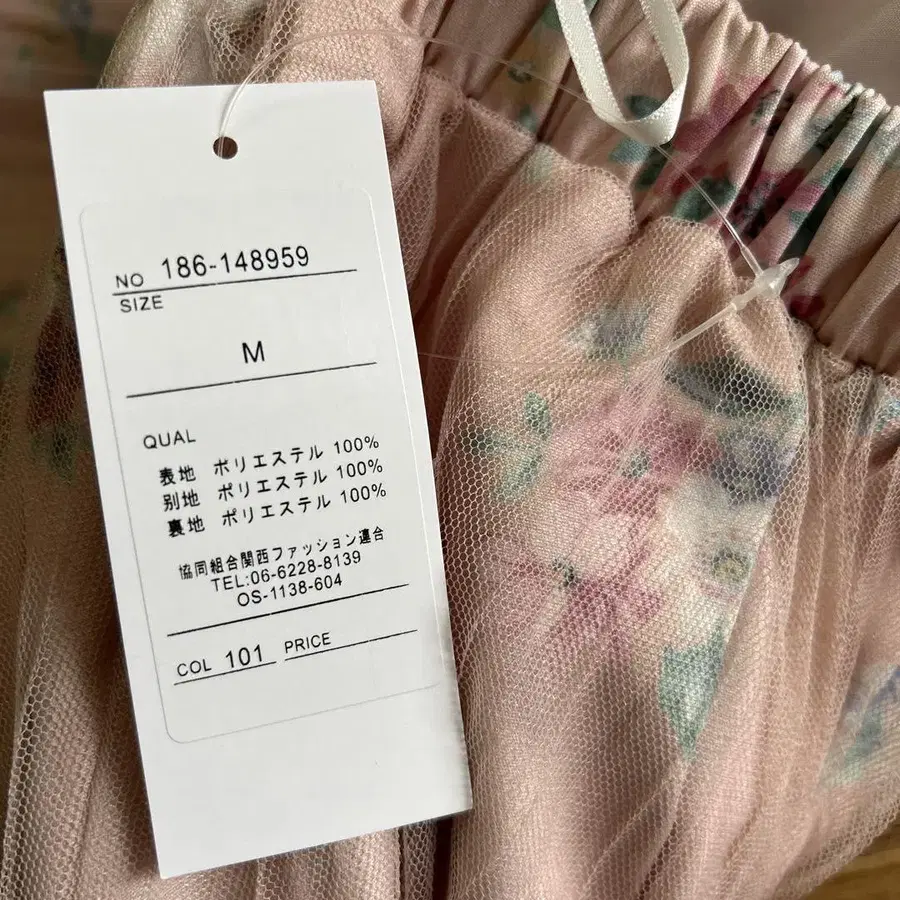 NO 186-148959
SIZE
M
QUAL
表地 ポリエステル 100%
別地 ポリエステル 100%
裏地 ポリエステル 100%
協同組合関西ファッション連合
TEL:06-6228-8139
OS-1138-604
COL 101 PRICE